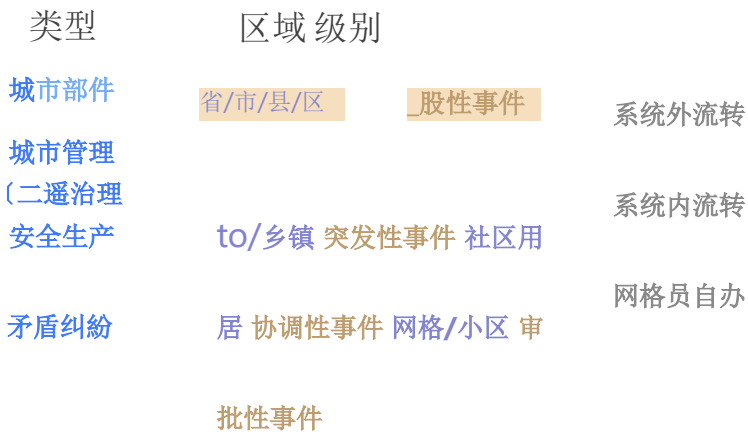 类型 区域 级别
城市部件
省/市/县/区 _股性事件
系统外流转
城市管理
〔二遥治理
系统内流转
安全生产 to/乡镇 突发性事件 社区用
网格员自办
矛盾纠紛 居 协调性事件 网格/小区 审
批性事件